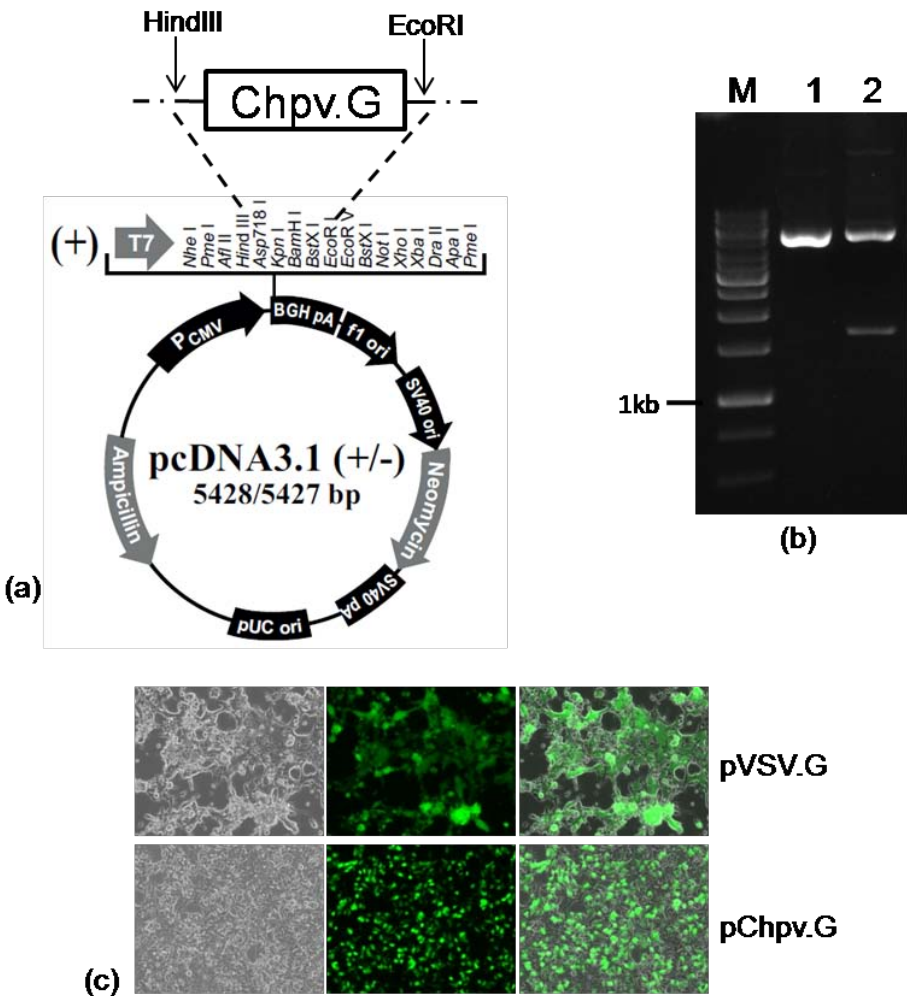 HindIII
EcoRI
Chpv.G
(+)
T7
Nhe I
Pme I
Afl II
Hind III
Asp718 I
Kpn I
BamH I
BstX I
EcoR I
EcoR V
BstX I
Not I
Xho I
Xba I
Dra II
Apa I
Pme I
PCMV
BGH pA
f1 ori
SV40 ori
Neomycin
SV40 pA
pUC ori
Ampicillin
pcDNA3.1 (+/-)
5428/5427 bp
(a)
M 1 2
1kb
(b)
pVSV.G
pChpv.G
(c)